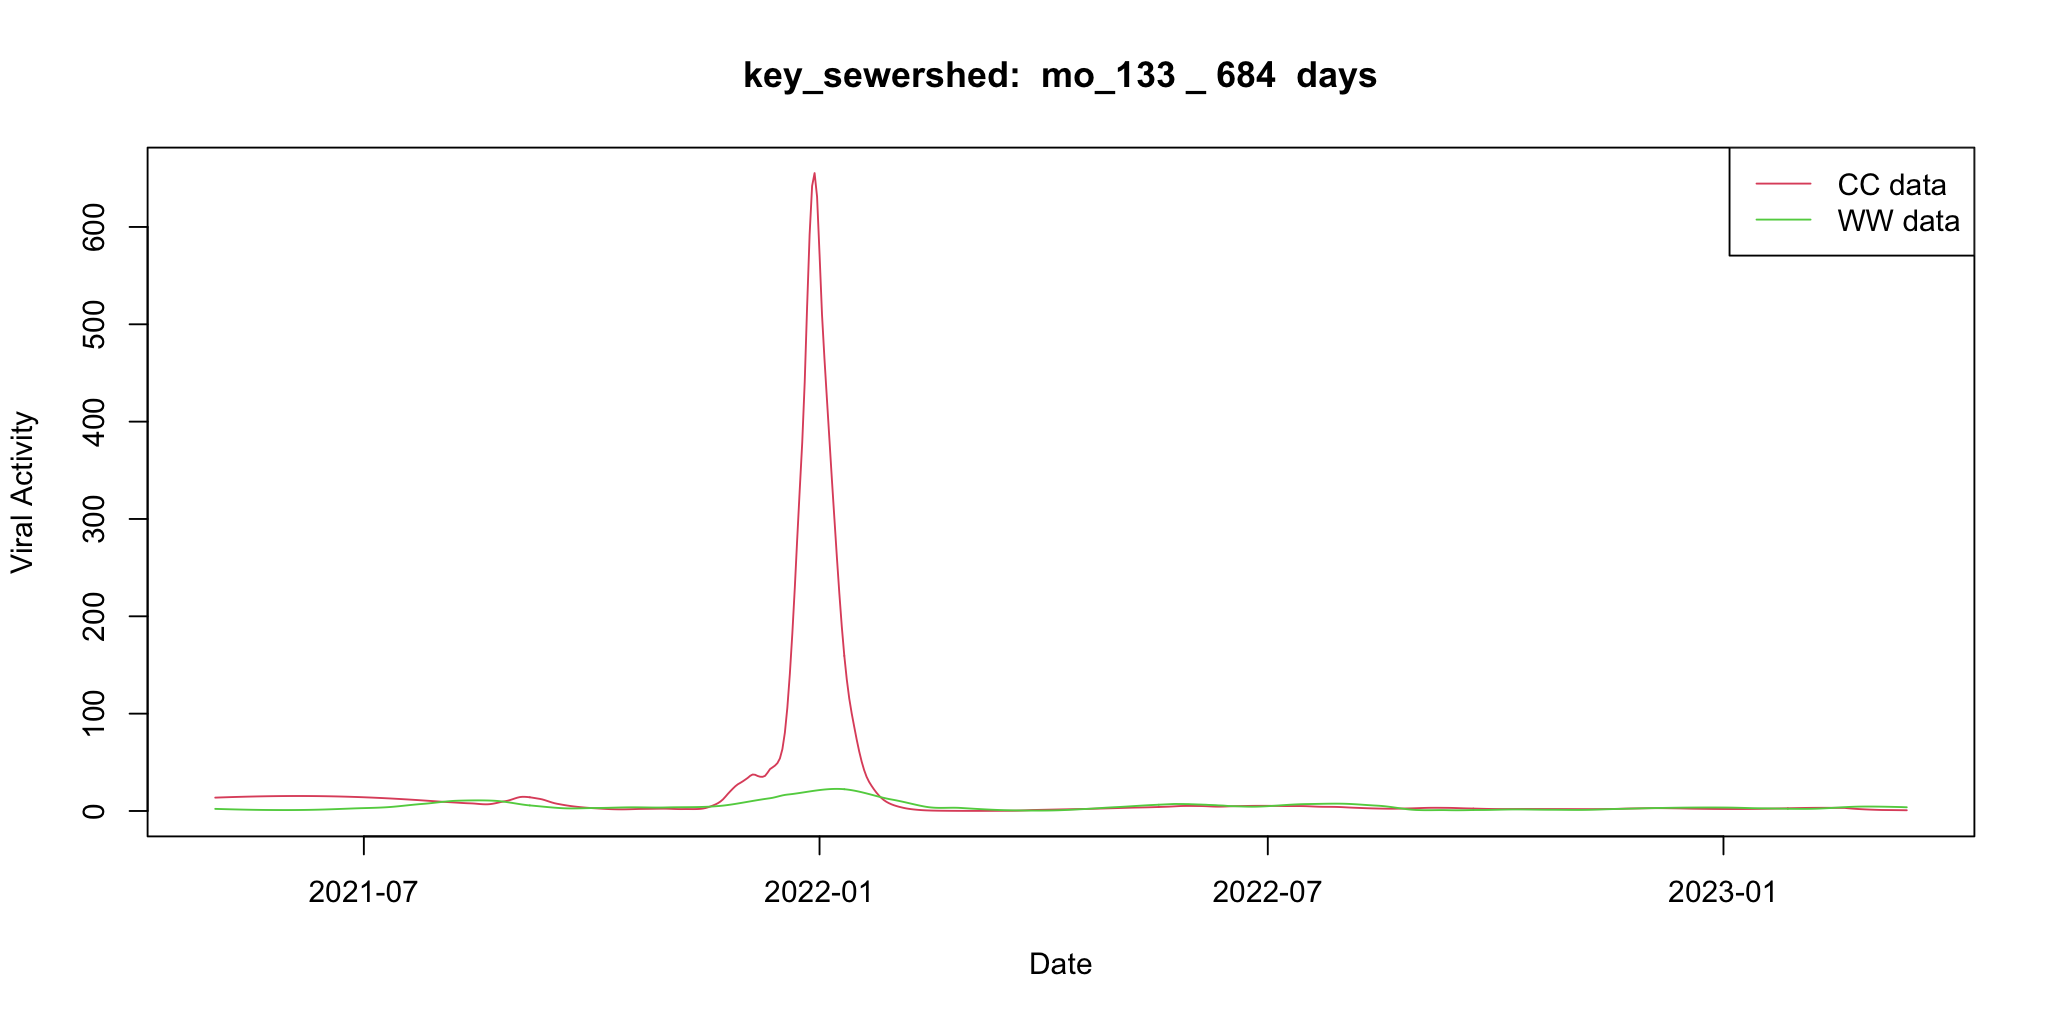 key_sewershed:  mo_133 _ 684  days
CC data
WW data
Viral Activity
600
500
400
300
200
100
0
2021-07
2022-01
2022-07
2023-01
Date